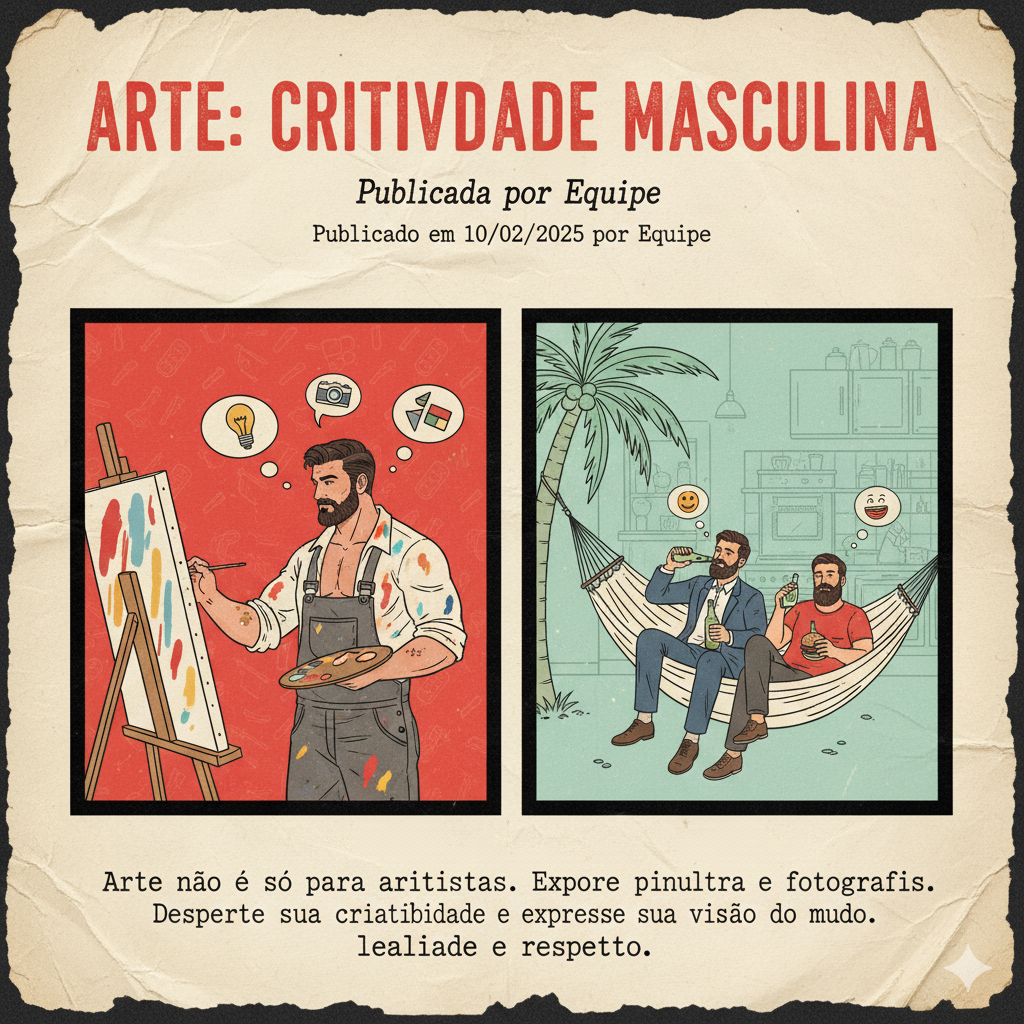 ARTE: CRITIVDADE MASCULINA
Publicada por Equipe
Publicado em 10/02/2025 por Equipe
Arte não é só para aritistas. Expore pinultra e fotografis.
Desperte sua criatibidade e expresse sua visão do mudo.
lealiade e respetto.